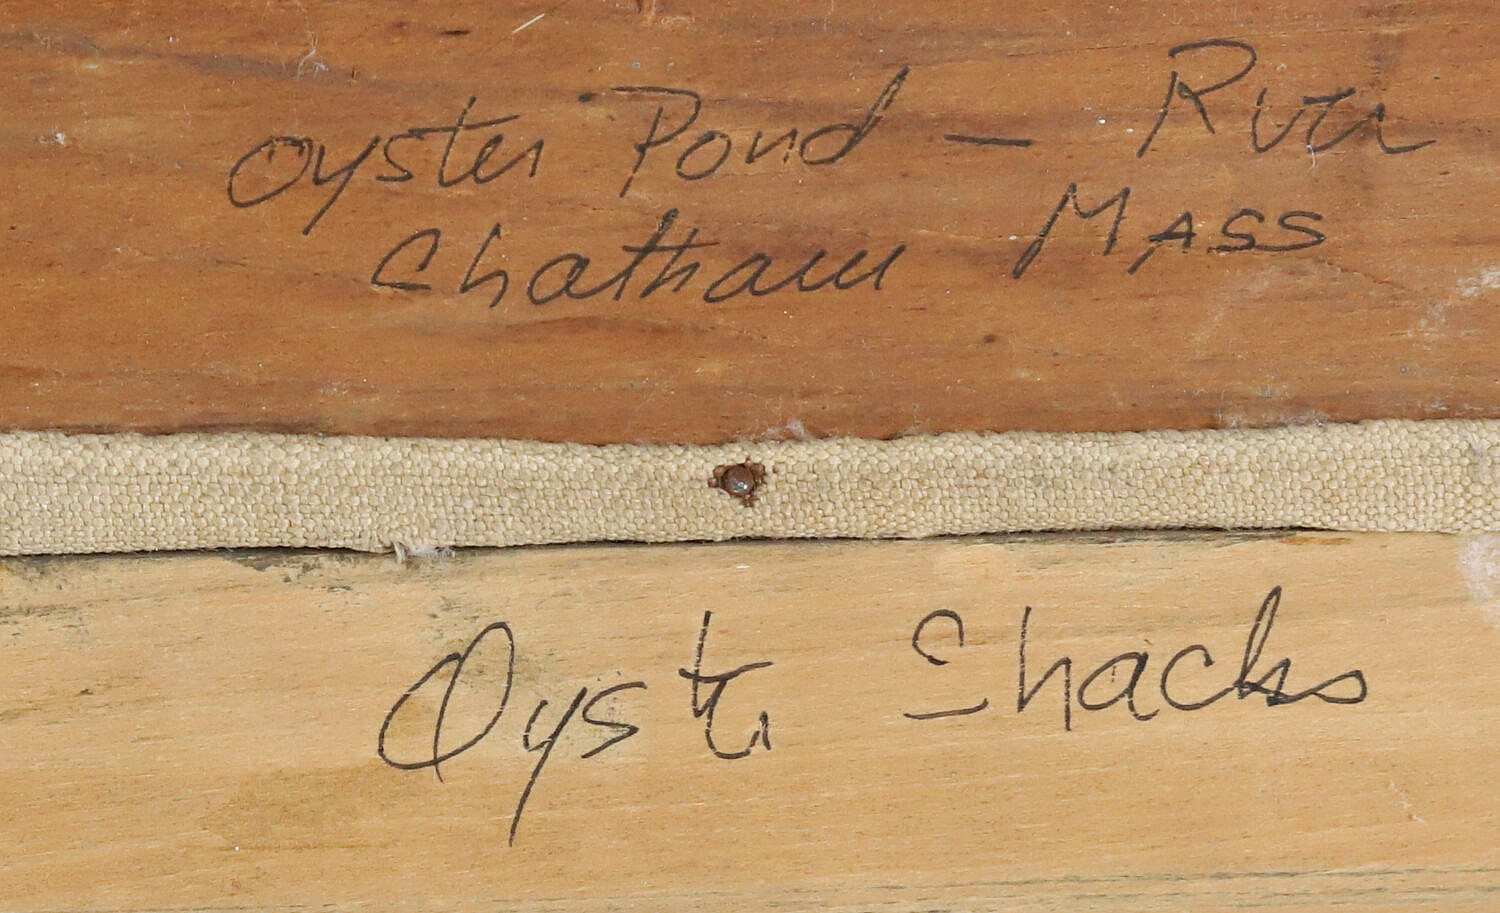 Oyster Pond - River
Chatham Mass
Oyster Shacks